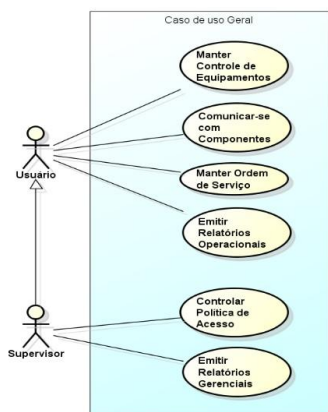 Caso de uso Geral
Manter
Controle de
Equipamentos
Comunicar-se
com
Componentes
Usuário
Manter Ordem
de Serviço
Emitir
Relatórios
Operacionais
Controlar
Política de
Acesso
Supervisor
Emitir
Relatórios
Gerenciais